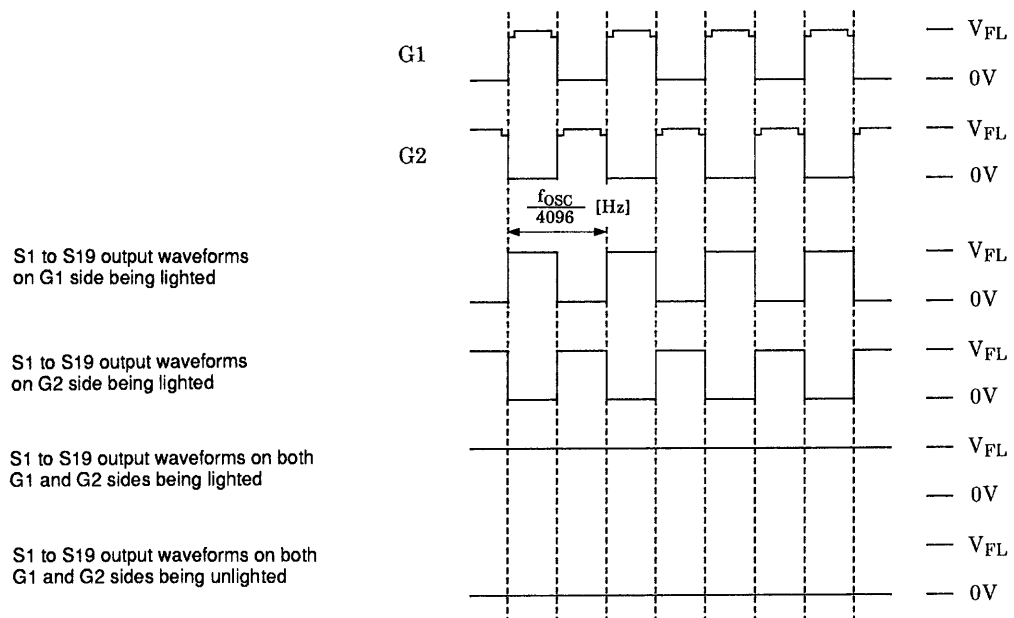 G1
V_FL
0V
G2
V_FL
0V
f_OSC
4096
[Hz]
S1 to S19 output waveforms
on G1 side being lighted
V_FL
0V
S1 to S19 output waveforms
on G2 side being lighted
V_FL
0V
S1 to S19 output waveforms on both
G1 and G2 sides being lighted
V_FL
0V
S1 to S19 output waveforms on both
G1 and G2 sides being unlighted
V_FL
0V